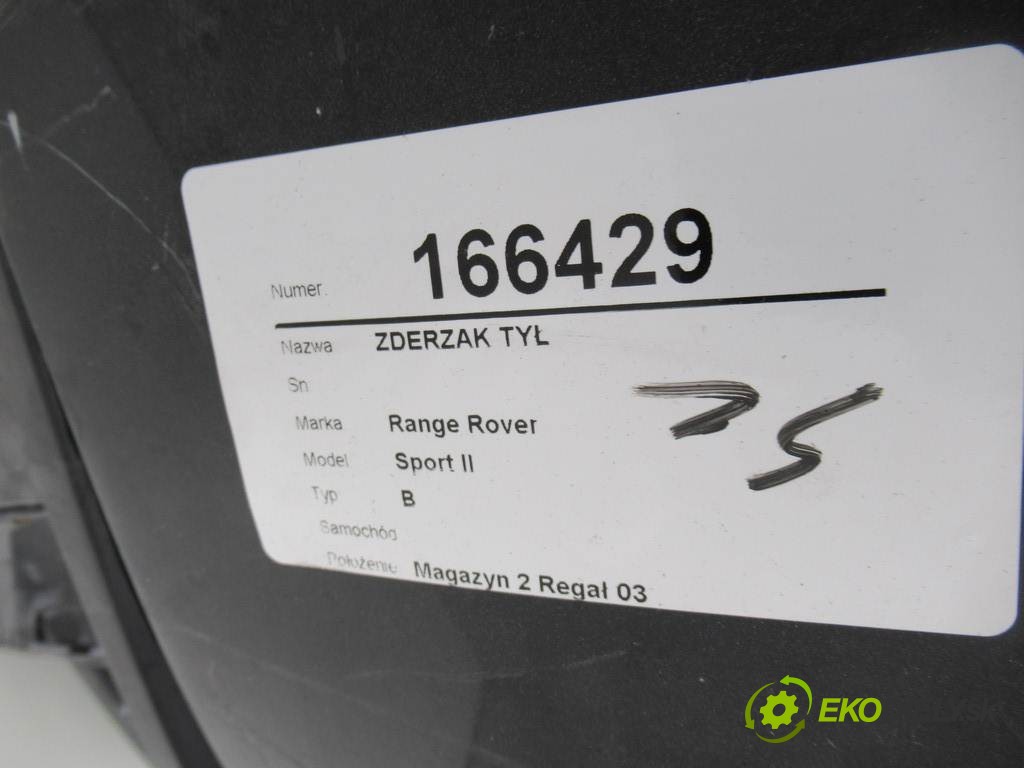 Numer. 166429
Nazwa ZDERZAK TYŁ
Sn
Marka Range Rover
Model Sport II
Typ B
Samochód
Położenie Magazyn 2 Regał 03
EKO